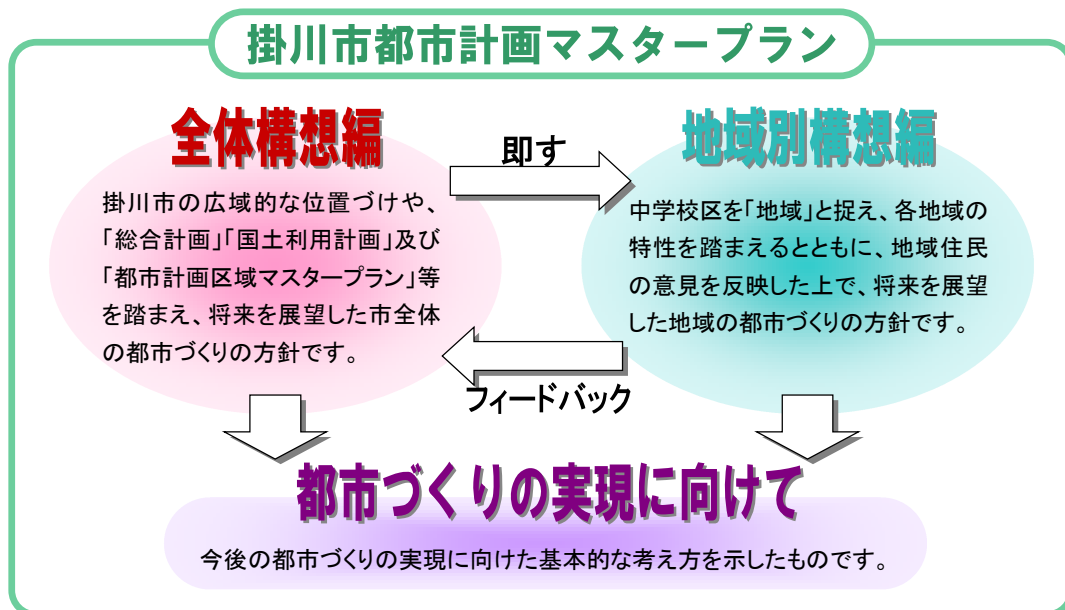 掛川市都市計画マスタープラン
全体構想編
掛川市の広域的な位置づけや、
「総合計画」「国土利用計画」及び
「都市計画区域マスタープラン」等
を踏まえ、将来を展望した市全体
の都市づくりの方針です。
即す
地域別構想編
中学校区を「地域」と捉え、各地域の
特性を踏まえるとともに、地域住民
の意見を反映した上で、将来を展望
した地域の都市づくりの方針です。
フィードバック
都市づくりの実現に向けて
今後の都市づくりの実現に向けた基本的な考え方を示したものです。